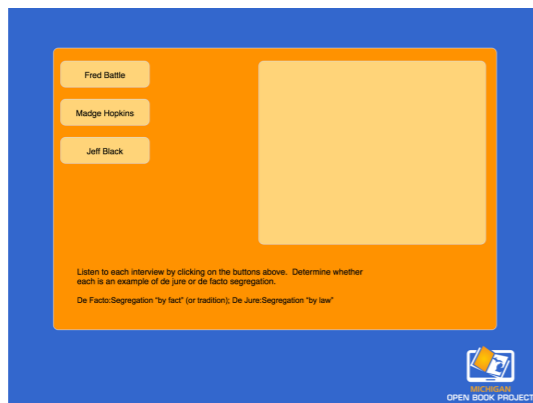 Fred Battle
Madge Hopkins
Jeff Black
Listen to each interview by clicking on the buttons above. Determine whether
each is an example of de jure or de facto segregation.
De Facto:Segregation “by fact” (or tradition); De Jure:Segregation “by law”
MICHIGAN
OPEN BOOK PROJECT